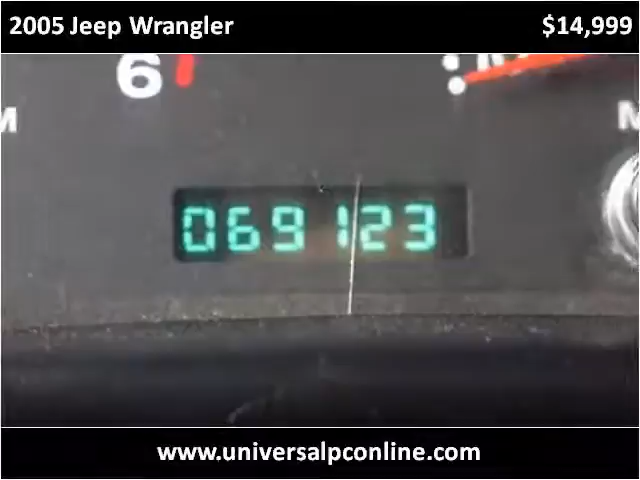 2005 Jeep Wrangler $14,999
6
M
M
069123
www.universalpconline.com